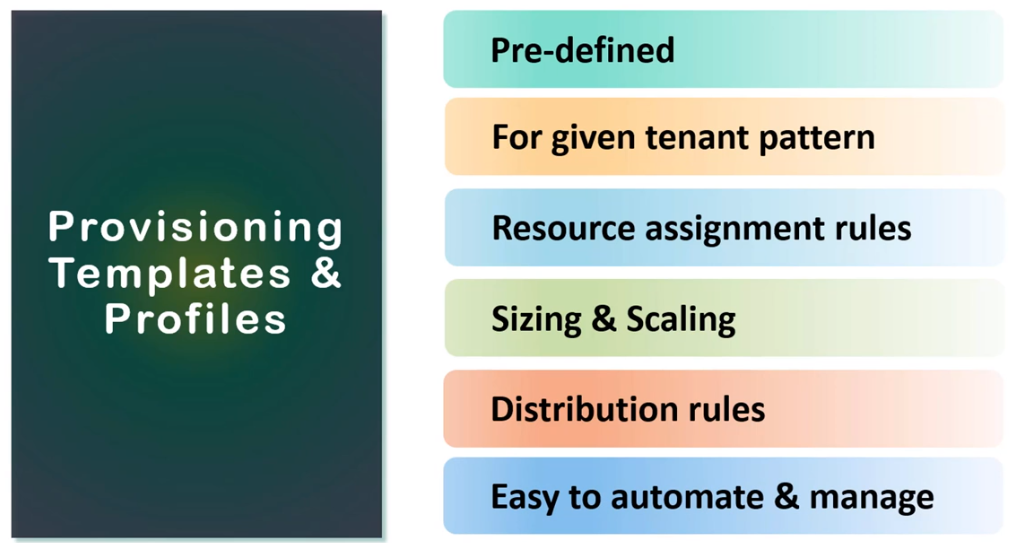 Provisioning
Templates &
Profiles
Pre-defined
For given tenant pattern
Resource assignment rules
Sizing & Scaling
Distribution rules
Easy to automate & manage